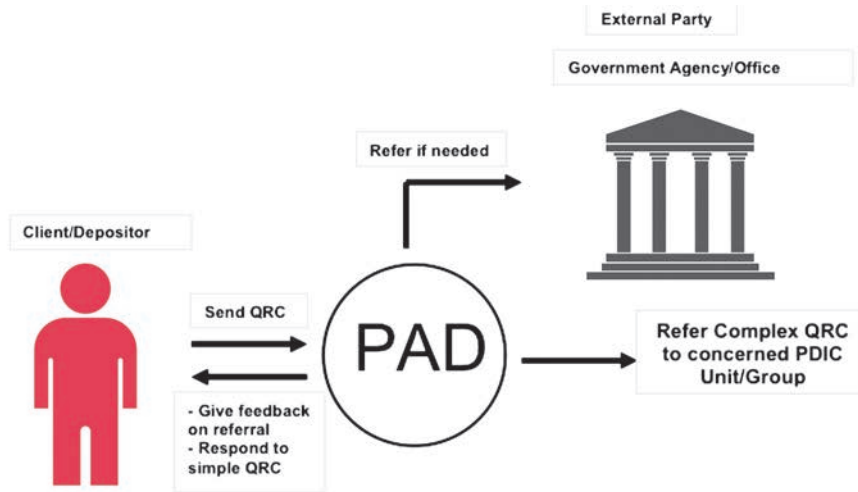 External Party
Government Agency/Office
Refer if needed
Client/Depositor
Send QRC
PAD
Refer Complex QRC
to concerned PDIC
Unit/Group
- Give feedback
on referral
- Respond to
simple QRC